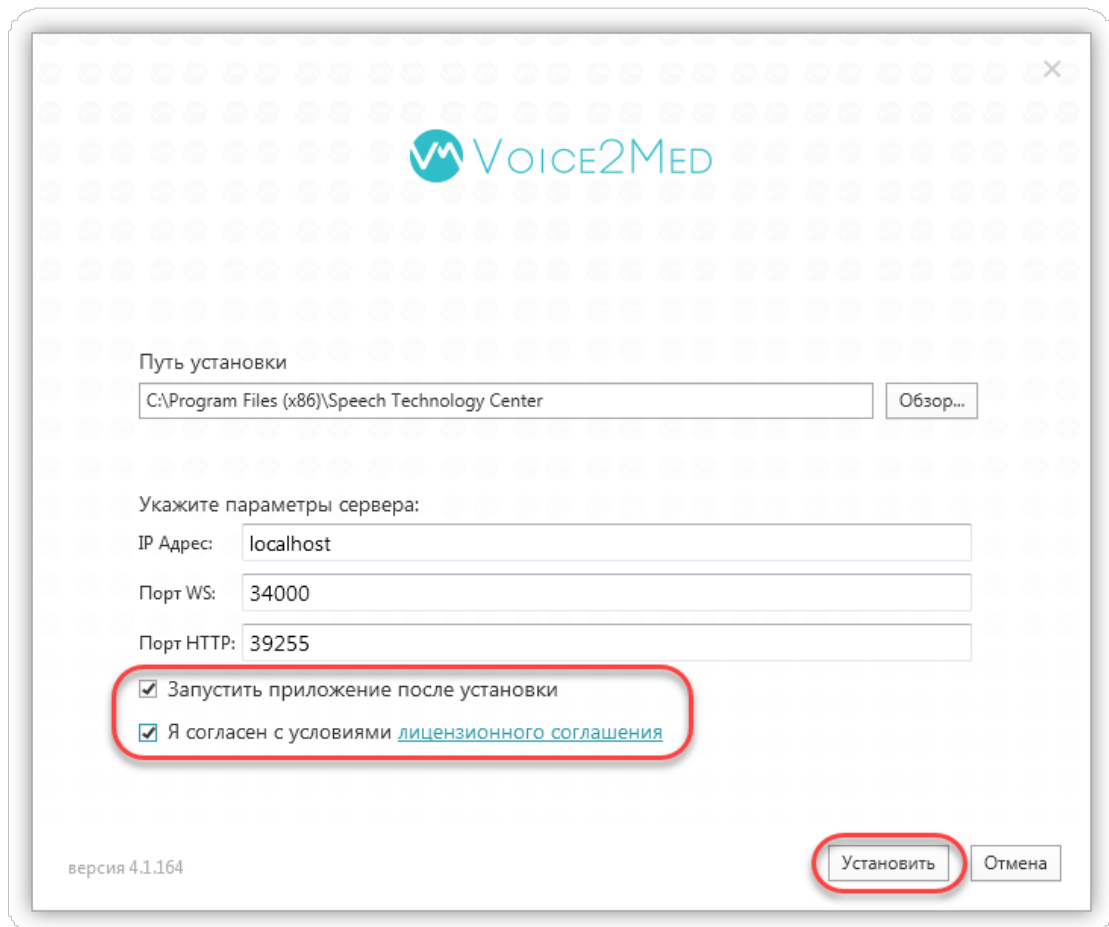 VOICE2MED
Путь установки
C:\Program Files (x86)\Speech Technology Center
Обзор...
Укажите параметры сервера:
IP Адрес: localhost
Порт WS: 34000
Порт HTTP: 39255
Запустить приложение после установки
Я согласен с условиями лицензионного соглашения
версия 4.1.164
Установить Отмена